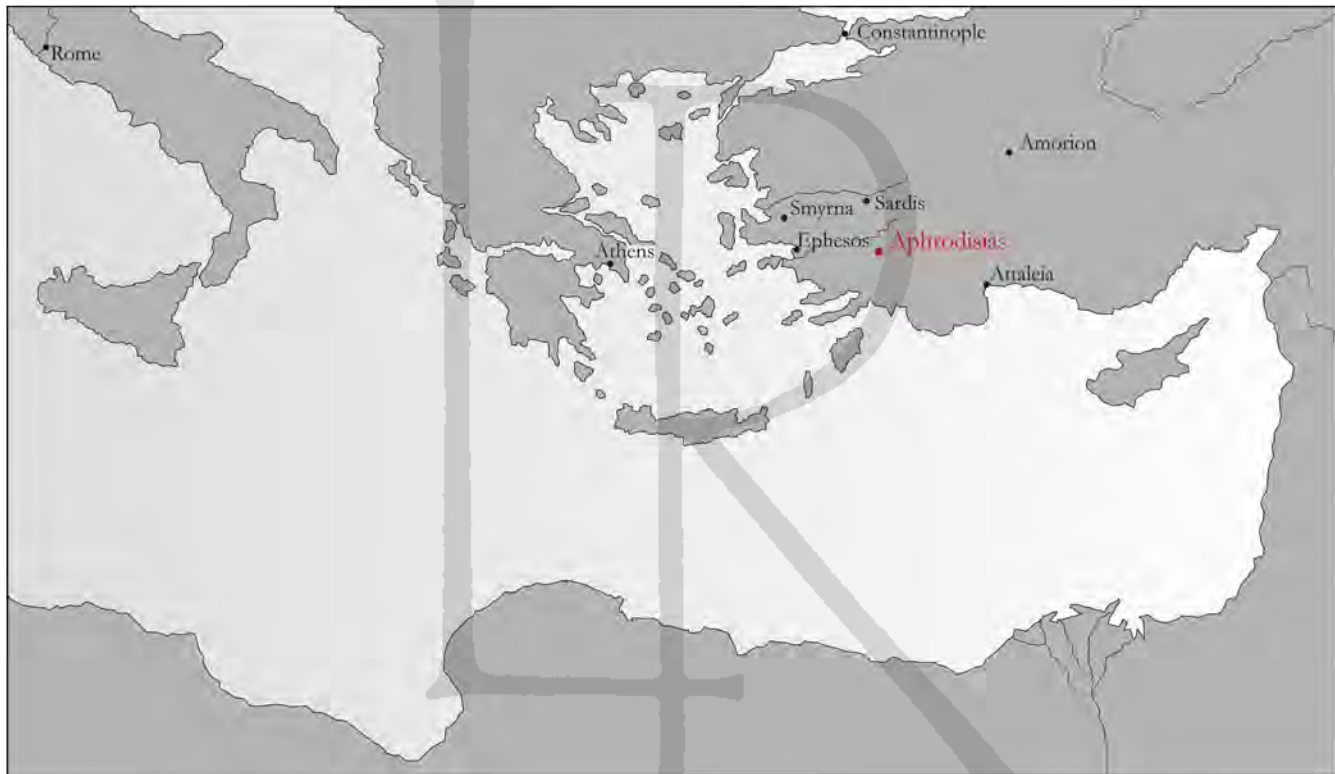 Constantinople
Rome
Amorion
Sardis
Smyrna
Ephesos
Aphrodisias
Athens
Attaleia